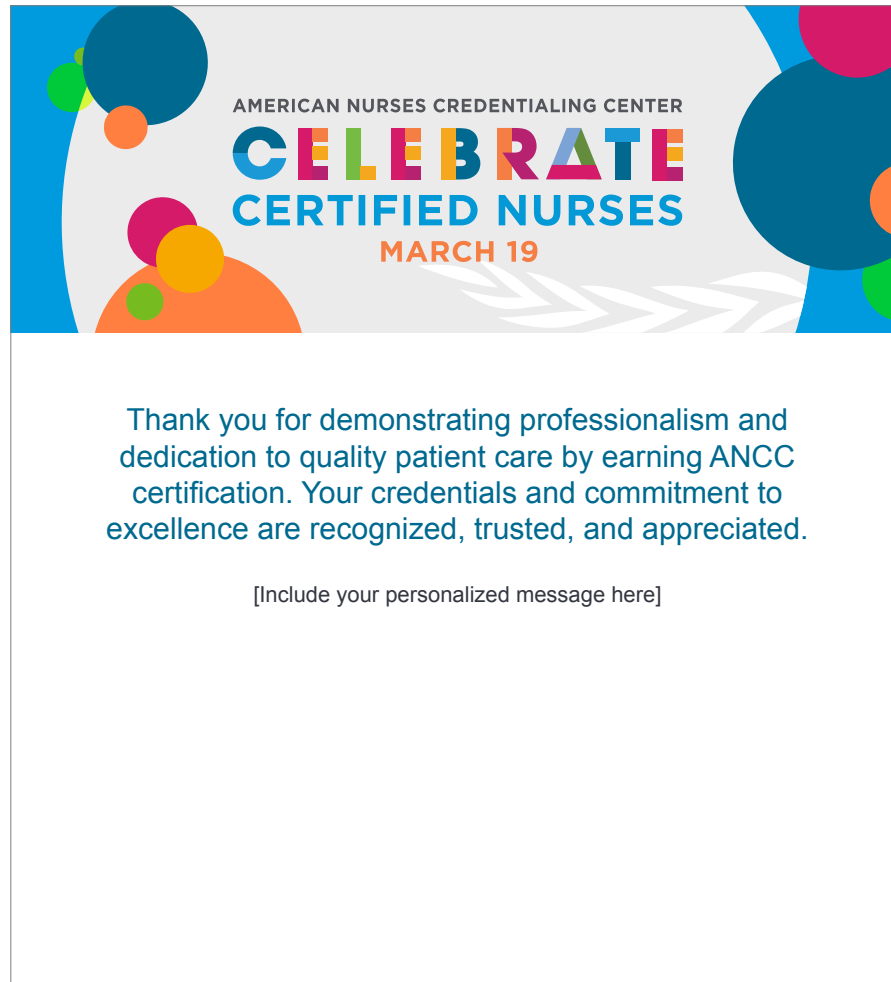 AMERICAN NURSES CREDENTIALING CENTER
CELEBRATE
CERTIFIED NURSES
MARCH 19
Thank you for demonstrating professionalism and
dedication to quality patient care by earning ANCC
certification. Your credentials and commitment to
excellence are recognized, trusted, and appreciated.
[Include your personalized message here]